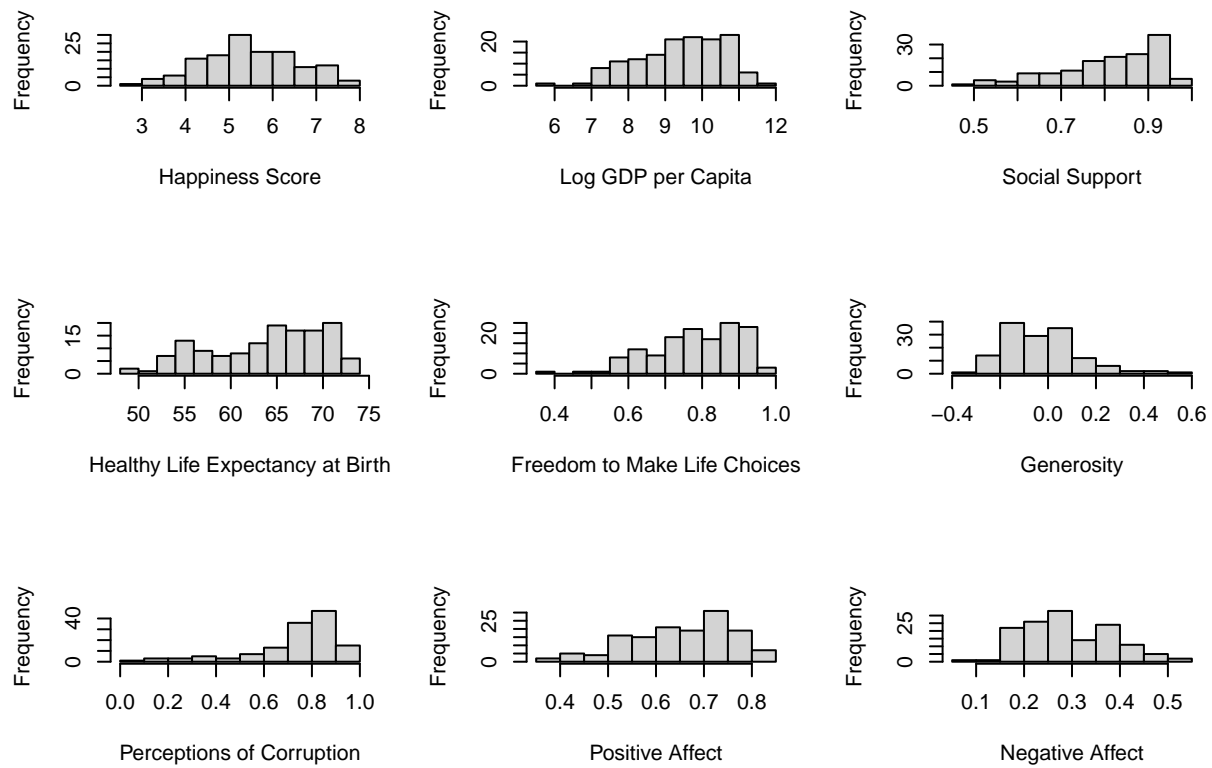 Frequency
0 25
3 4 5 6 7 8
Happiness Score
Frequency
0 20
6 7 8 9 10 12
Log GDP per Capita
Frequency
0 30
0.5 0.7 0.9
Social Support
Frequency
0 15
50 55 60 65 70 75
Healthy Life Expectancy at Birth
Frequency
0 20
0.4 0.6 0.8 1.0
Freedom to Make Life Choices
Frequency
0 30
−0.4 0.0 0.2 0.4 0.6
Generosity
Frequency
0 40
0.0 0.2 0.4 0.6 0.8 1.0
Perceptions of Corruption
Frequency
0 25
0.4 0.5 0.6 0.7 0.8
Positive Affect
Frequency
0 25
0.1 0.2 0.3 0.4 0.5
Negative Affect